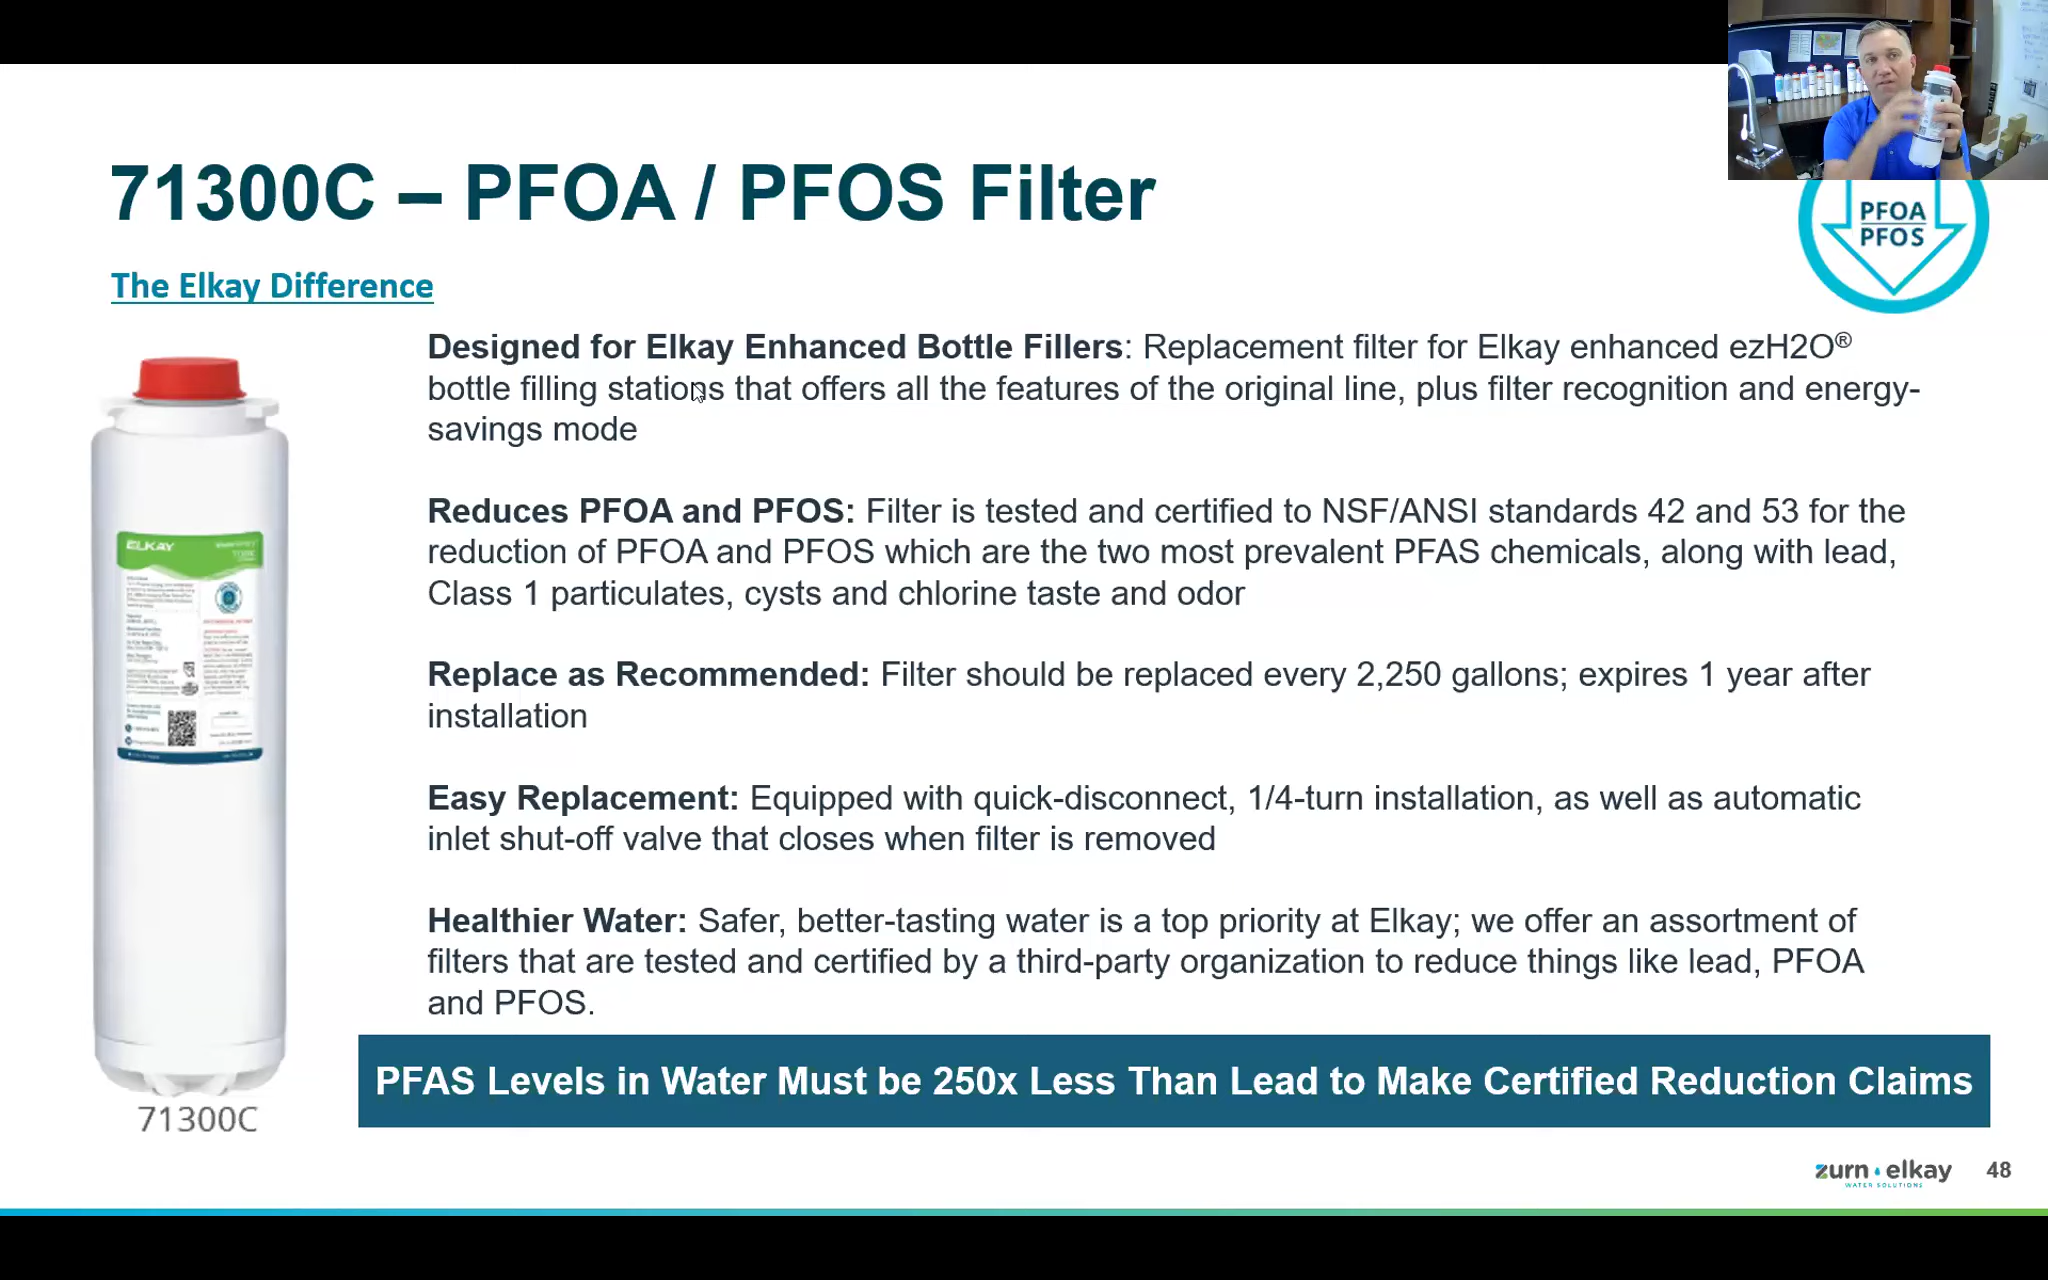 71300C – PFOA / PFOS Filter
PFOA
PFOS
The Elkay Difference
Designed for Elkay Enhanced Bottle Fillers: Replacement filter for Elkay enhanced ezH2O®
bottle filling stations that offers all the features of the original line, plus filter recognition and energy-
savings mode
Reduces PFOA and PFOS: Filter is tested and certified to NSF/ANSI standards 42 and 53 for the
reduction of PFOA and PFOS which are the two most prevalent PFAS chemicals, along with lead,
Class 1 particulates, cysts and chlorine taste and odor
Replace as Recommended: Filter should be replaced every 2,250 gallons; expires 1 year after
installation
Easy Replacement: Equipped with quick-disconnect, 1/4-turn installation, as well as automatic
inlet shut-off valve that closes when filter is removed
Healthier Water: Safer, better-tasting water is a top priority at Elkay; we offer an assortment of
filters that are tested and certified by a third-party organization to reduce things like lead, PFOA
and PFOS.
ELKAY
71300C
PFAS Levels in Water Must be 250x Less Than Lead to Make Certified Reduction Claims
zurn elkay
WATER SOLUTIONS
48